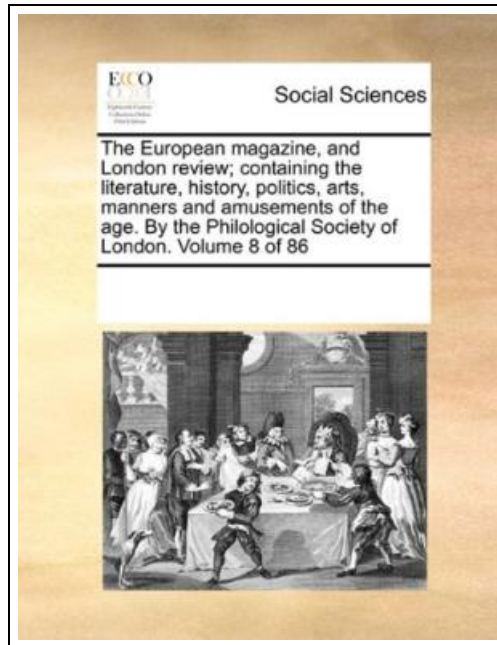 ECCO
Social Sciences
The European magazine, and
London review; containing the
literature, history, politics, arts,
manners and amusements of the
age. By the Philological Society of
London. Volume 8 of 86